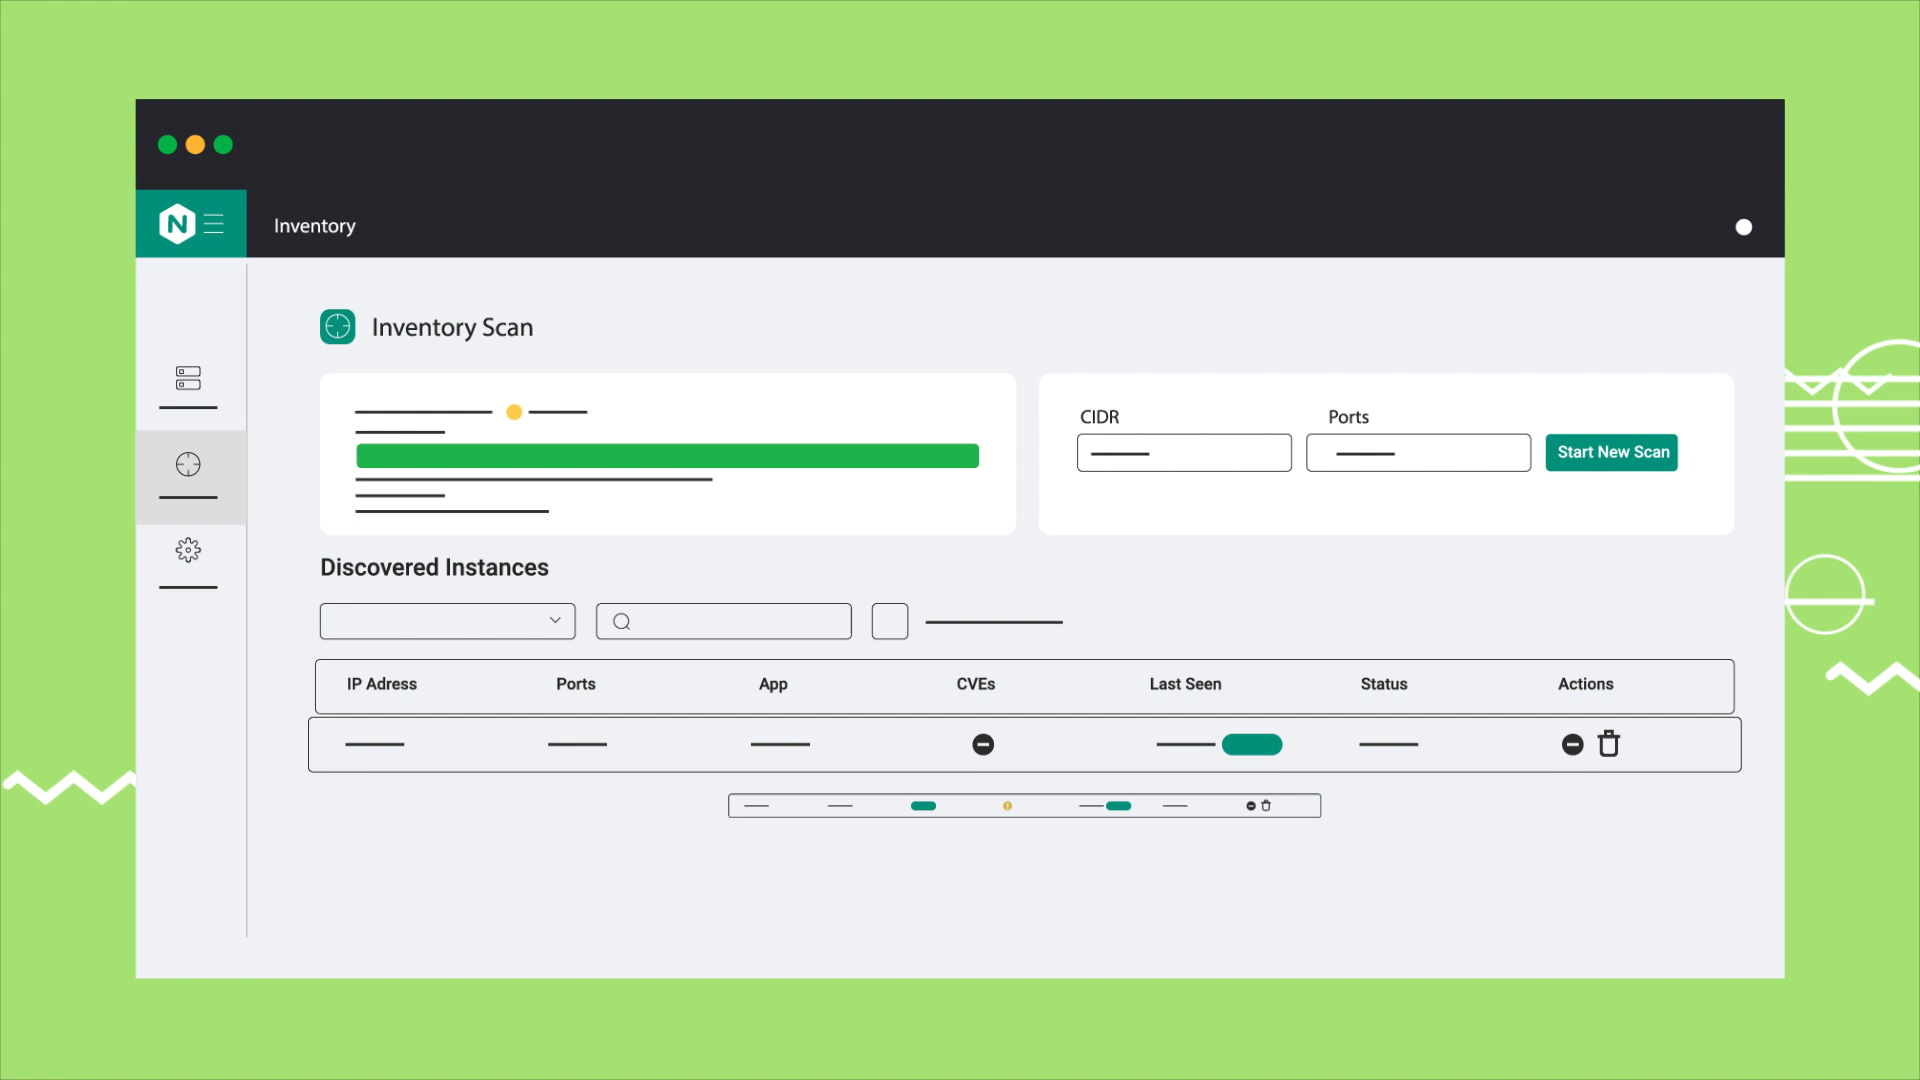 N
Inventory
Inventory Scan
CIDR
Ports
Start New Scan
Discovered Instances
IP Adress Ports App CVEs Last Seen Status Actions